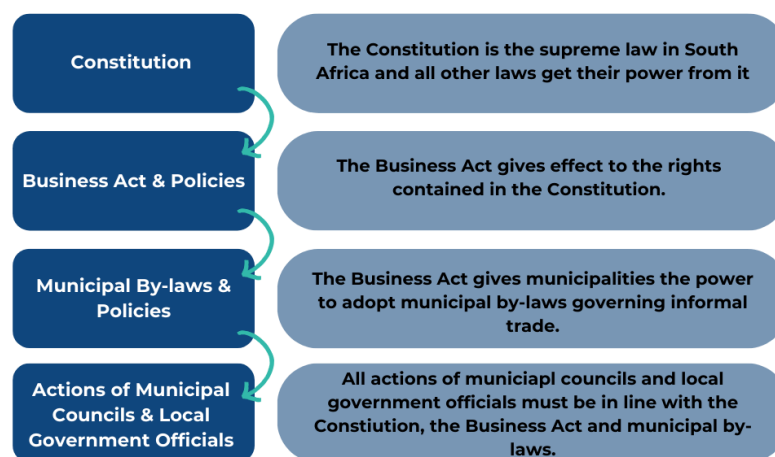 Constitution
The Constitution is the supreme law in South
Africa and all other laws get their power from it
Business Act & Policies
The Business Act gives effect to the rights
contained in the Constitution.
Municipal By-laws &
Policies
The Business Act gives municipalities the power
to adopt municipal by-laws governing informal
trade.
Actions of Municipal
Councils & Local
Government Officials
All actions of municiapl councils and local
government officials must be in line with the
Constiution, the Business Act and municipal by-
laws.